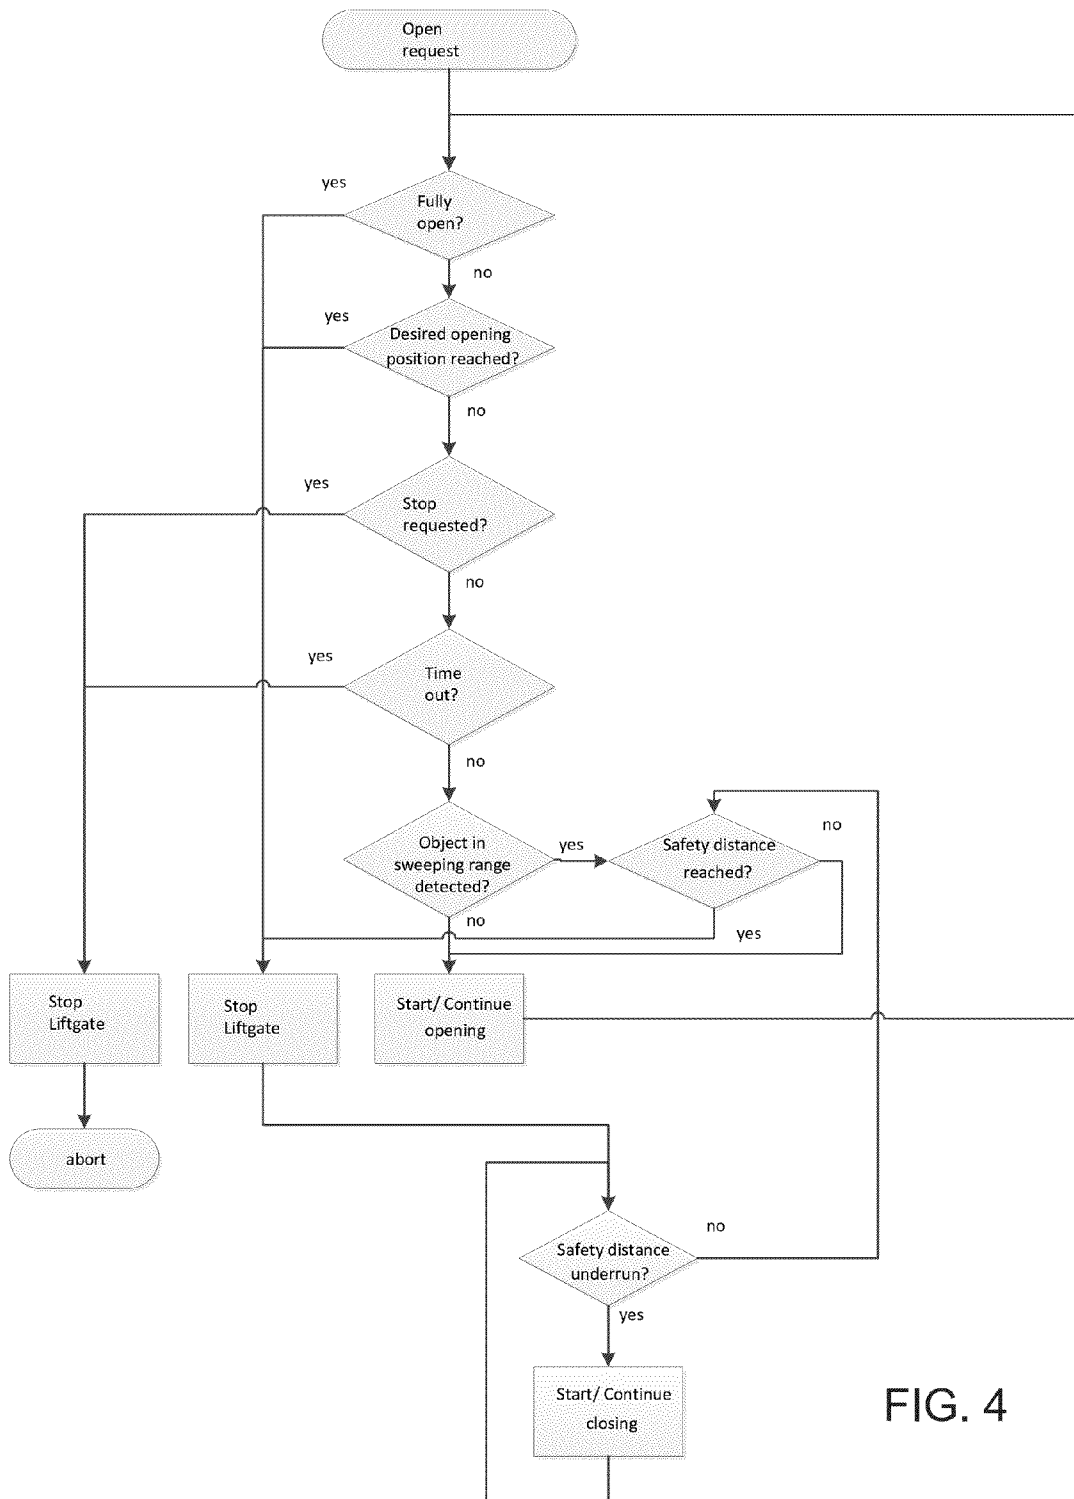 Open
request
yes
Fully
open?
no
yes
Desired opening
position reached?
no
yes
Stop
requested?
no
yes
Time
out?
no
Object in
sweeping range
detected?
yes
Safety distance
reached?
no
no
yes
Stop
Liftgate
Stop
Liftgate
Start/ Continue
opening
abort
Safety distance
underrun?
no
yes
Start/ Continue
closing
FIG. 4